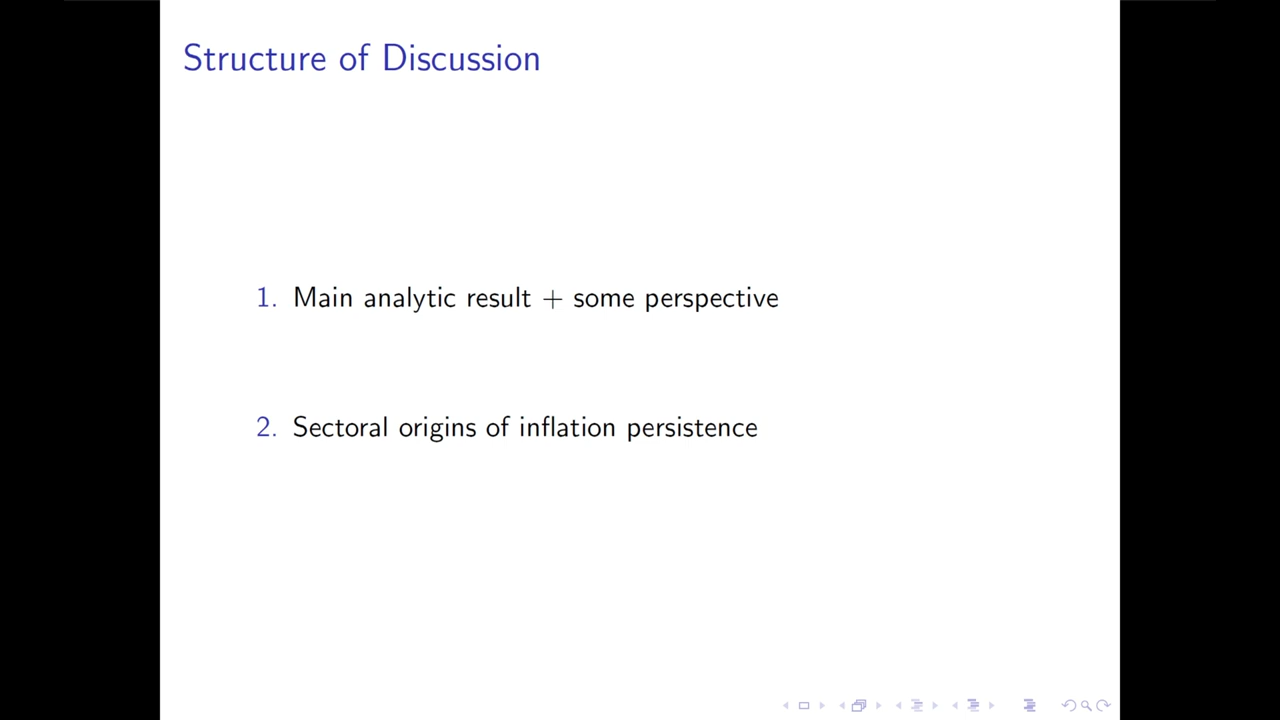 Structure of Discussion
1. Main analytic result + some perspective
2. Sectoral origins of inflation persistence